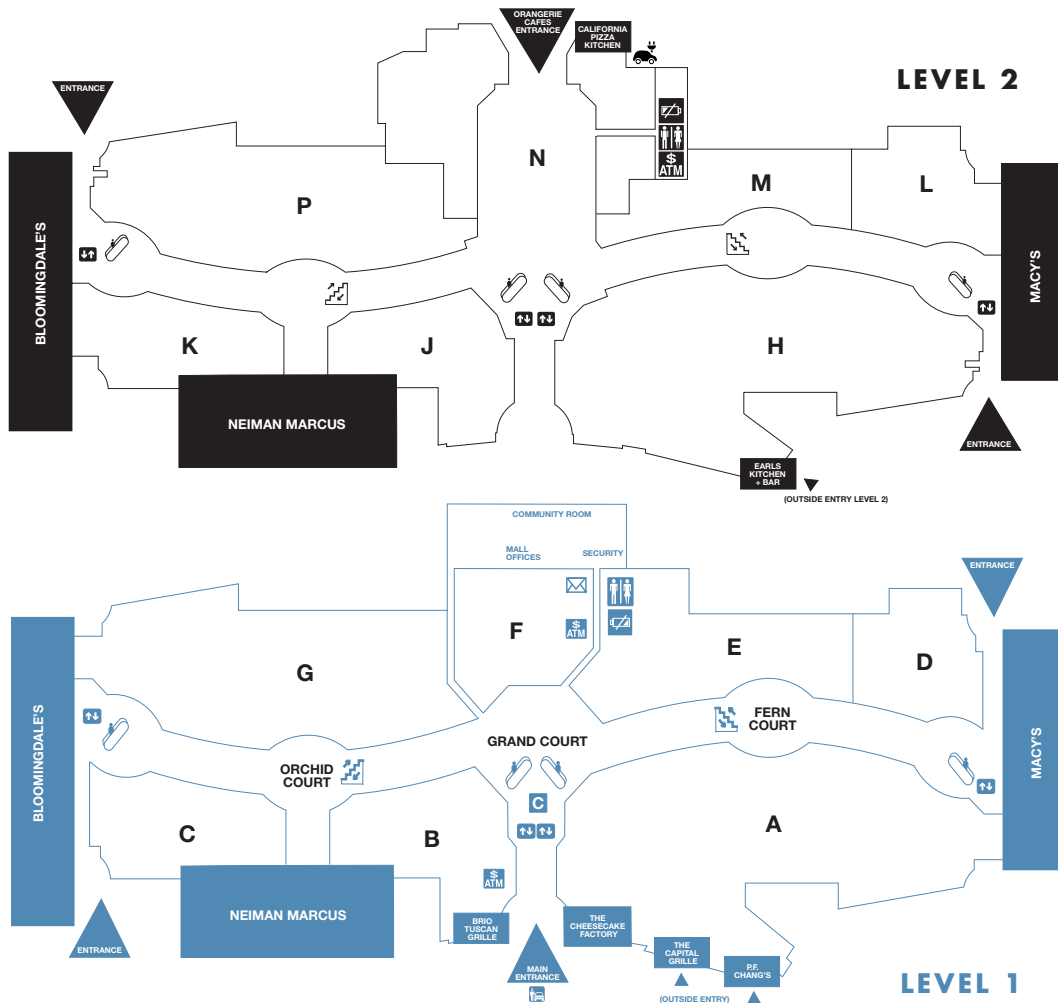 ORANGERIE
CAFES
ENTRANCE
CALIFORNIA
PIZZA
KITCHEN
LEVEL 2
ENTRANCE
$
ATM
N
M
L
P
BLOOMINGDALE'S
MACY'S
K
J
H
NEIMAN MARCUS
ENTRANCE
EARLS
KITCHEN
+ BAR
(OUTSIDE ENTRY LEVEL 2)
COMMUNITY ROOM
MALL
OFFICES
SECURITY
ENTRANCE
F
$
ATM
E
D
G
BLOOMINGDALE'S
MACY'S
FERN
COURT
GRAND COURT
ORCHID
COURT
C
C
B
A
$
ATM
NEIMAN MARCUS
BRIO
TUSCAN
GRILLE
THE
CHEESECAKE
FACTORY
ENTRANCE
THE
CAPITAL
GRILLE
P.F.
CHANG'S
MAIN
ENTRANCE
(OUTSIDE ENTRY)
LEVEL 1